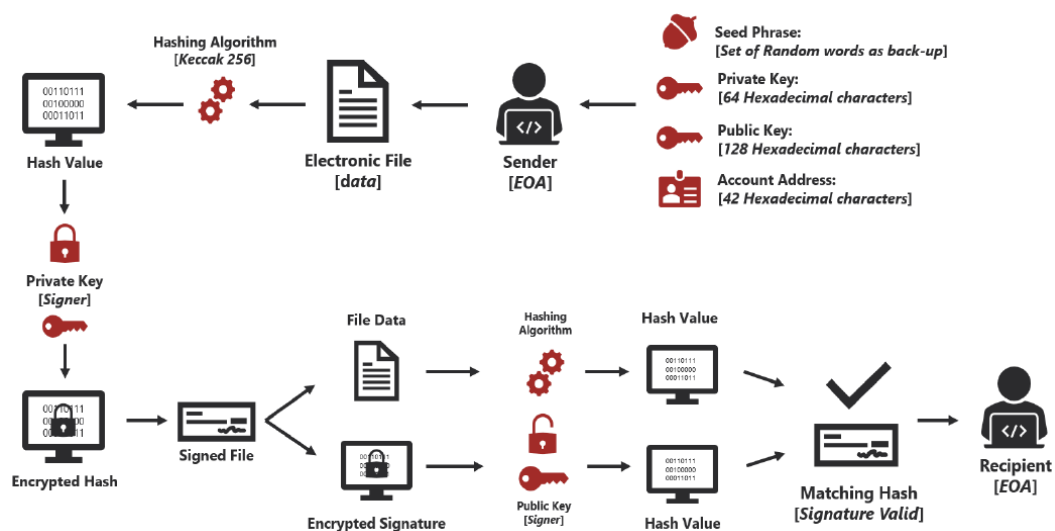 Hashing Algorithm
[Keccak 256]
Seed Phrase:
[Set of Random words as back-up]
Private Key:
[64 Hexadecimal characters]
Public Key:
[128 Hexadecimal characters]
Account Address:
[42 Hexadecimal characters]
00110111
00100000
00011011
Hash Value
Electronic File
[data]
</>
Sender
[EOA]
Private Key
[Signer]
File Data
Hashing
Algorithm
Hash Value
00110111
00100000
00011011
Encrypted Hash
Signed File
Encrypted Signature
Public Key
[Signer]
00110111
00100000
00011011
Hash Value
Matching Hash
[Signature Valid]
</>
Recipient
[EOA]